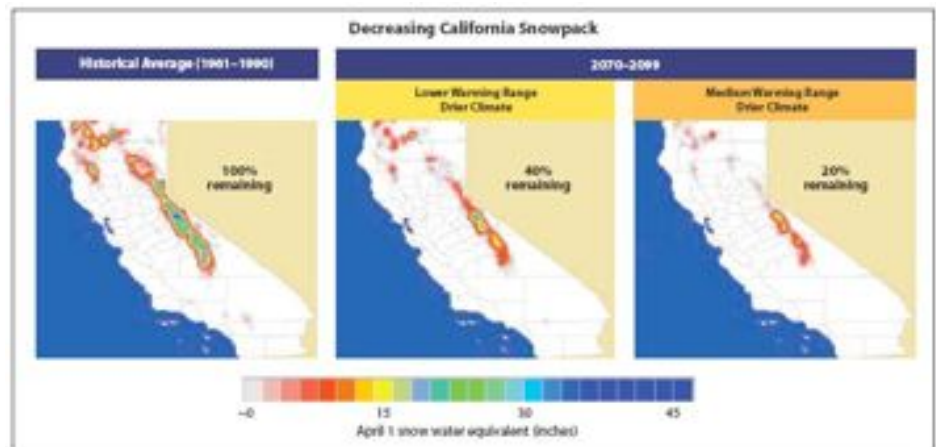 Decreasing California Snowpack
Historical Average (1961–1990)
2070–2099
Lower Warming Range
Drier Climate
Medium Warming Range
Drier Climate
100%
remaining
40%
remaining
20%
remaining
~0 15 30 45
April 1 snow water equivalent (inches)